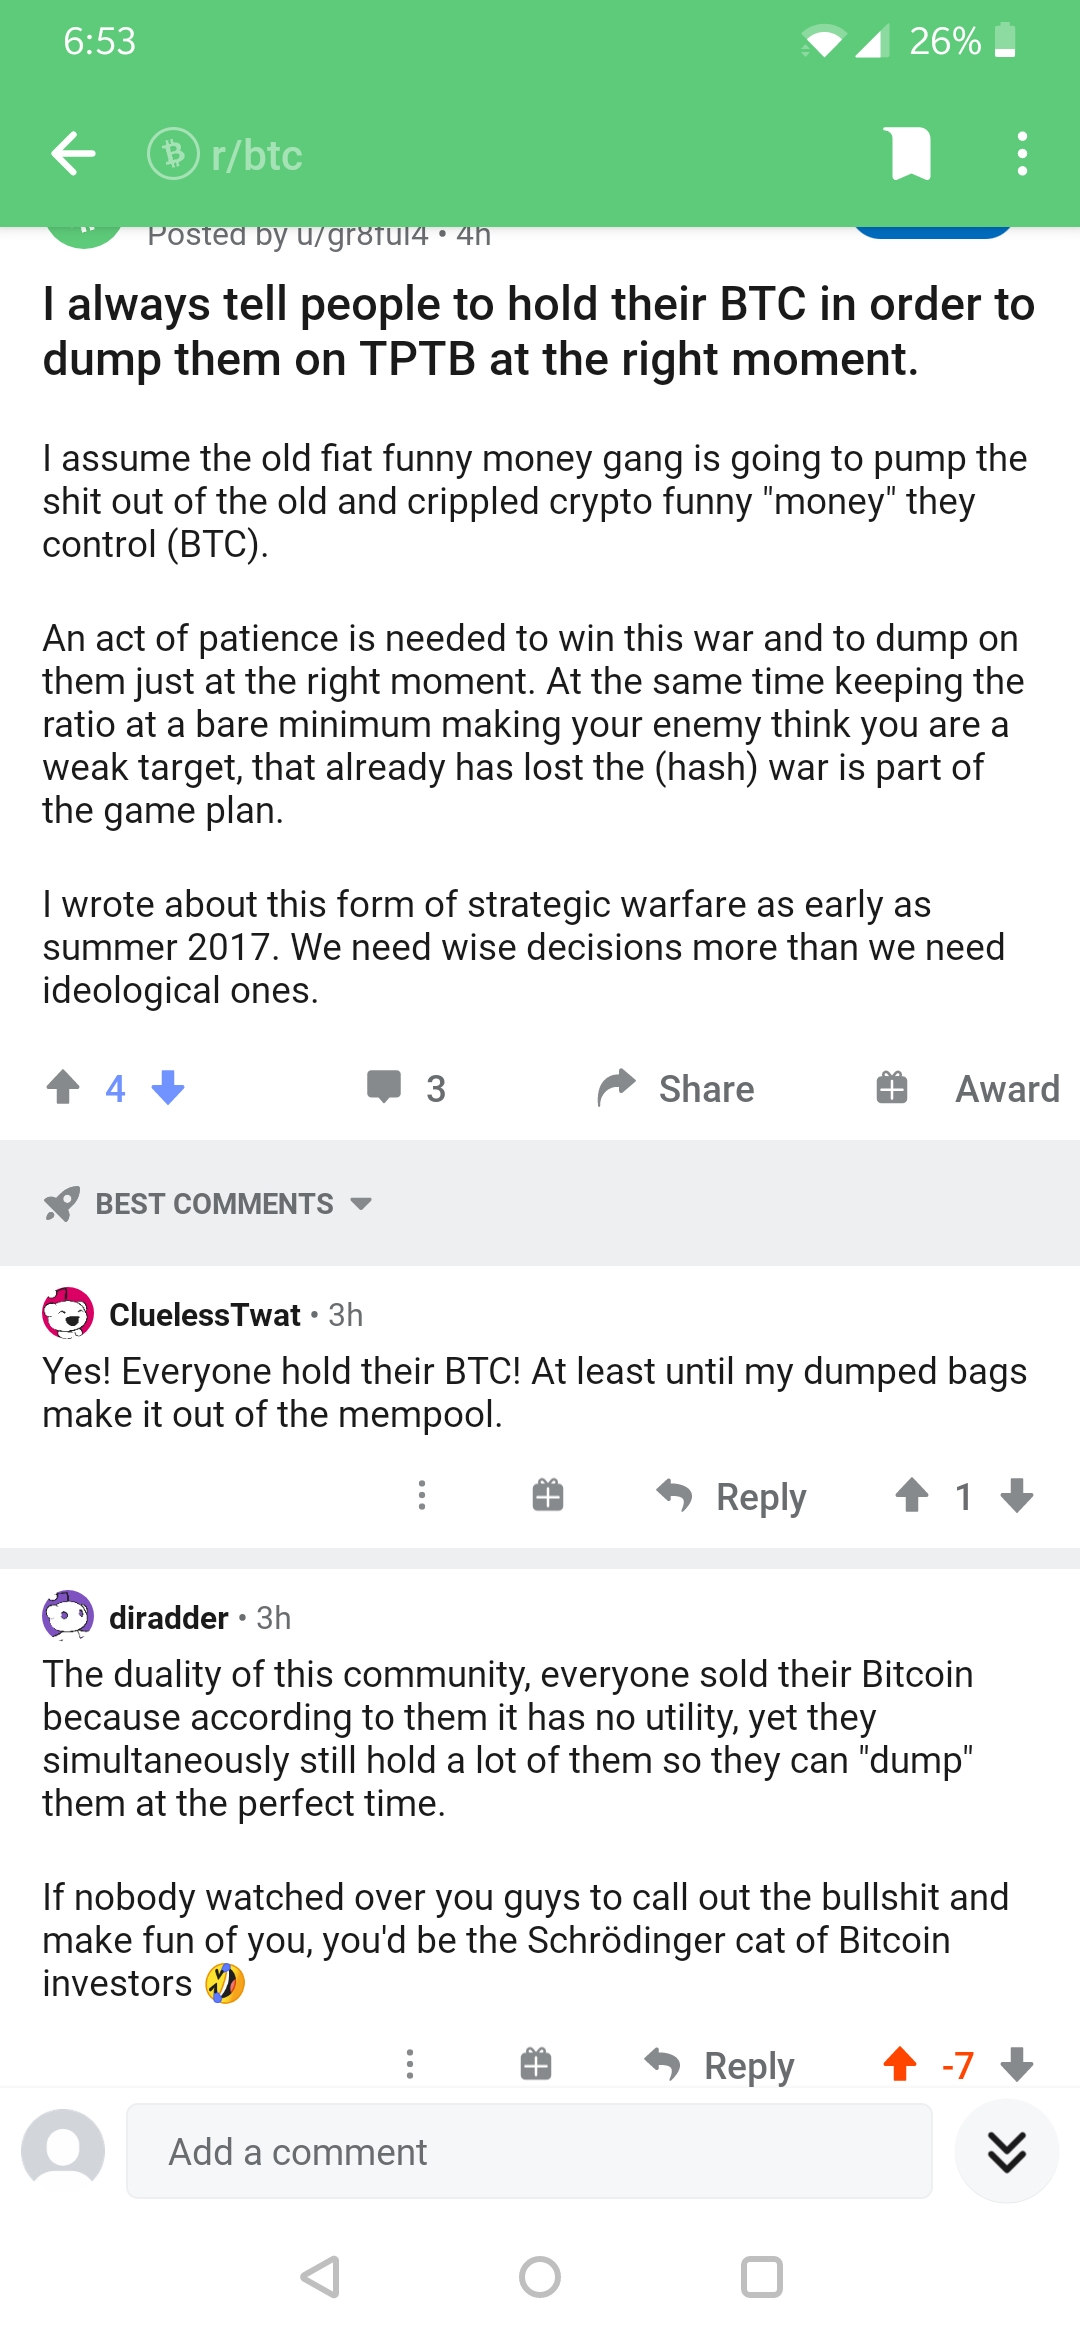 6:53
26%
r/btc
Posted by u/gr8ful4 • 4h
I always tell people to hold their BTC in order to
dump them on TPTB at the right moment.
I assume the old fiat funny money gang is going to pump the
shit out of the old and crippled crypto funny "money" they
control (BTC).
An act of patience is needed to win this war and to dump on
them just at the right moment. At the same time keeping the
ratio at a bare minimum making your enemy think you are a
weak target, that already has lost the (hash) war is part of
the game plan.
I wrote about this form of strategic warfare as early as
summer 2017. We need wise decisions more than we need
ideological ones.
4
3
Share
Award
BEST COMMENTS
CluelessTwat • 3h
Yes! Everyone hold their BTC! At least until my dumped bags
make it out of the mempool.
Reply
1
diradder • 3h
The duality of this community, everyone sold their Bitcoin
because according to them it has no utility, yet they
simultaneously still hold a lot of them so they can "dump"
them at the perfect time.
If nobody watched over you guys to call out the bullshit and
make fun of you, you'd be the Schrödinger cat of Bitcoin
investors 🤣
Reply
-7
Add a comment